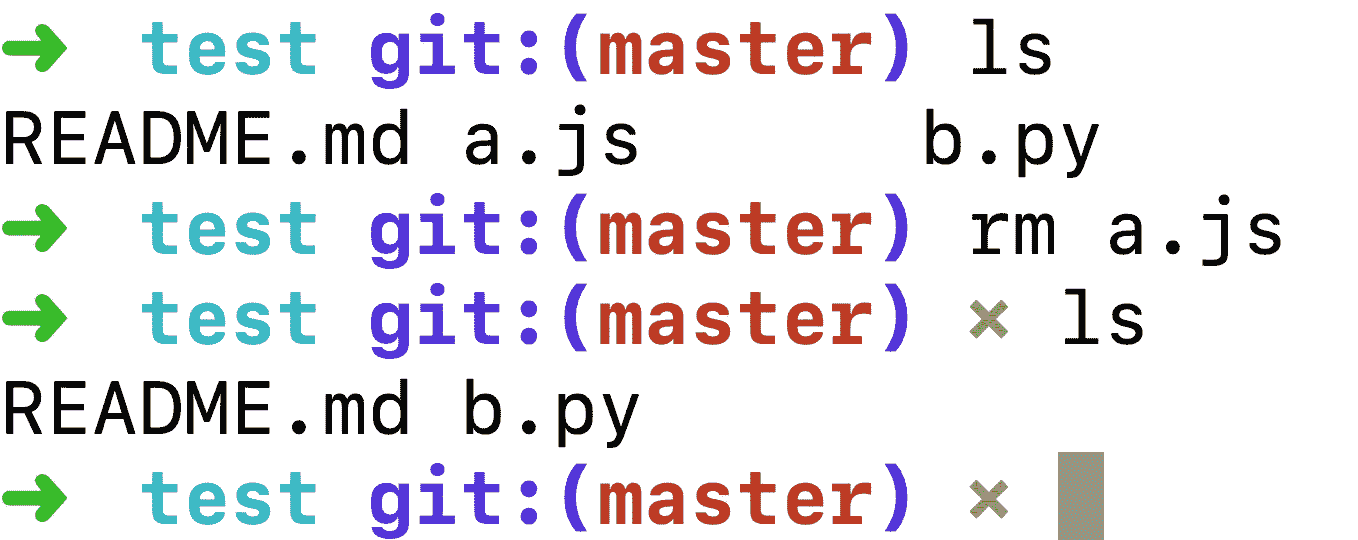 ➜ test git:(master) ls
README.md a.js b.py
➜ test git:(master) rm a.js
➜ test git:(master) ✗ ls
README.md b.py
➜ test git:(master) ✗